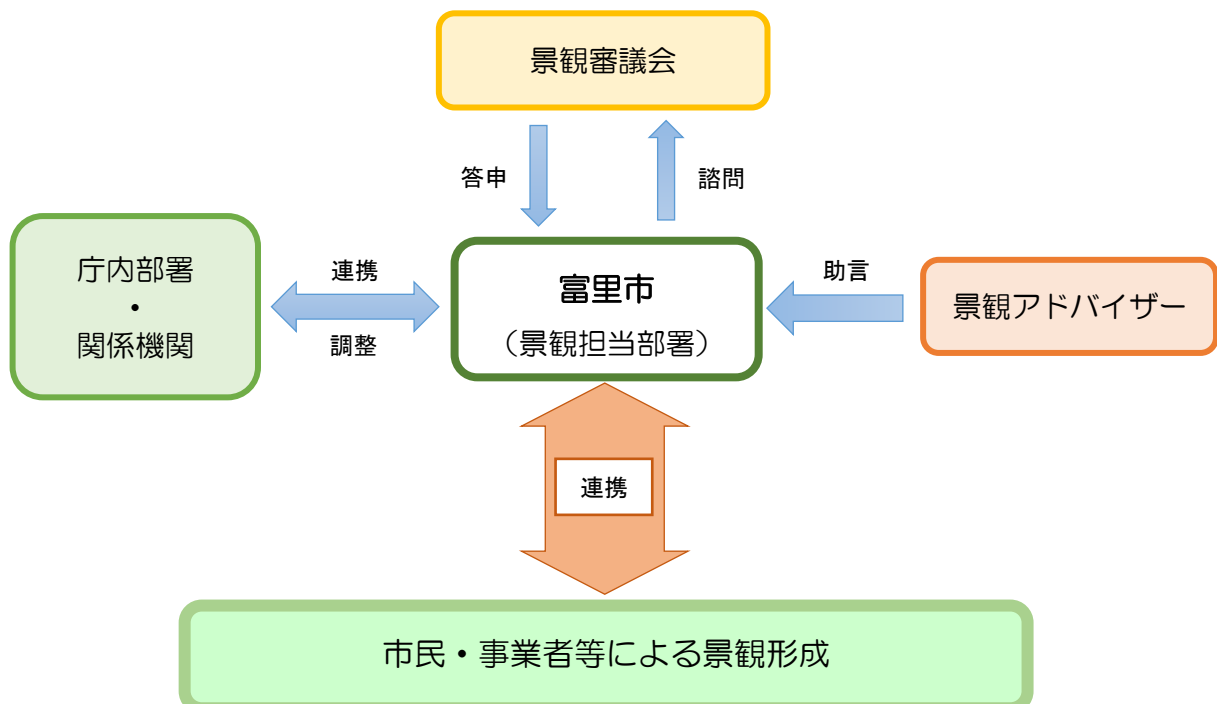 景観審議会
答申
諮問
庁内部署
・
関係機関
連携
調整
富里市
（景観担当部署）
助言
景観アドバイザー
連携
市民・事業者等による景観形成